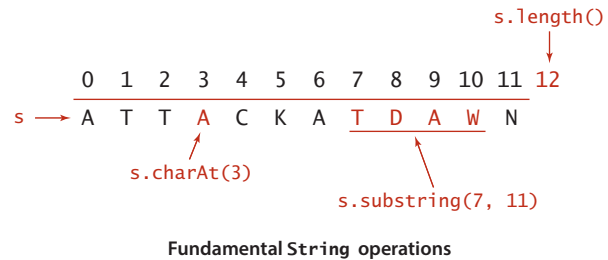 s.length()
0 1 2 3 4 5 6 7 8 9 10 11 12
s A T T A C K A T D A W N
s.charAt(3)
s.substring(7, 11)
Fundamental String operations